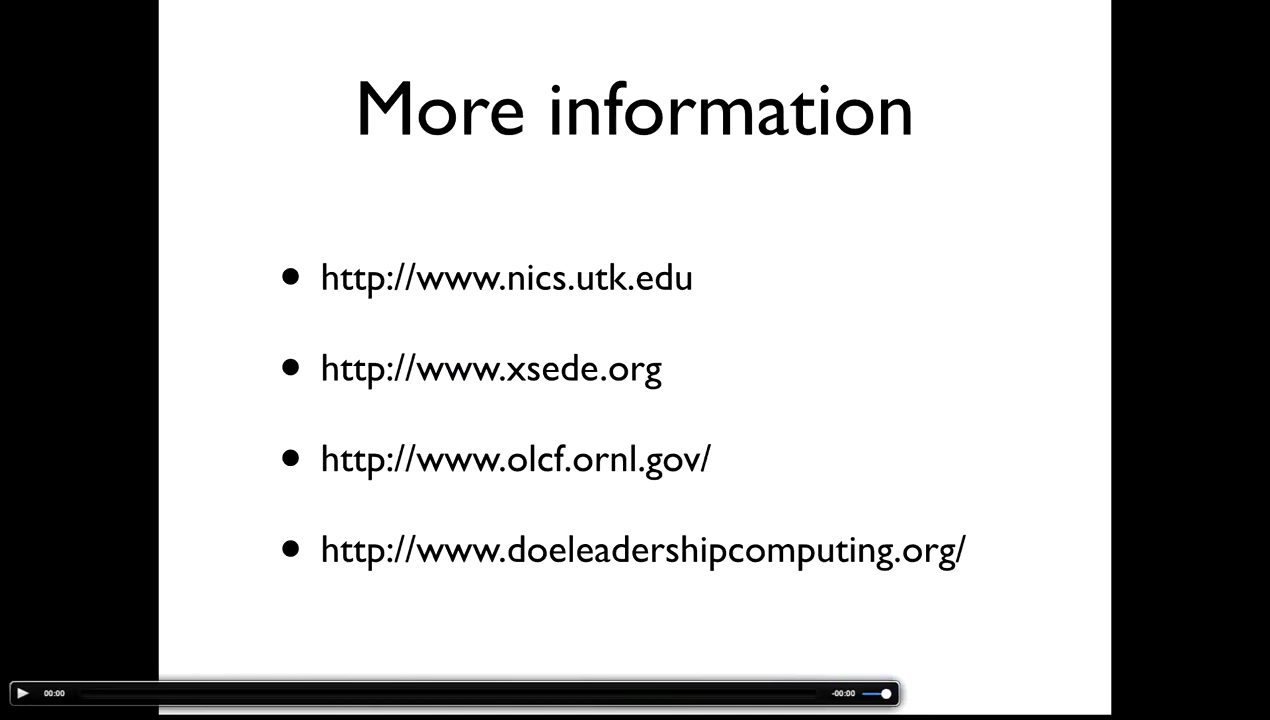 More information
• http://www.nics.utk.edu
• http://www.xsede.org
• http://www.olcf.ornl.gov/
• http://www.doeleadershipcomputing.org/
00:00 -00:00